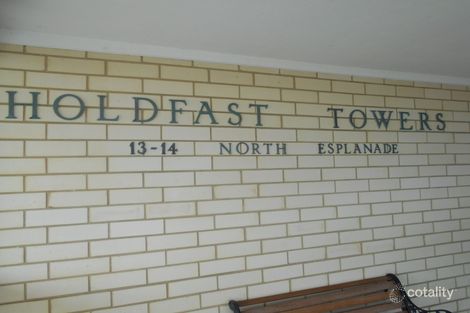 HOLDFAST TOWERS
13-14 NORTH ESPLANADE
cotality